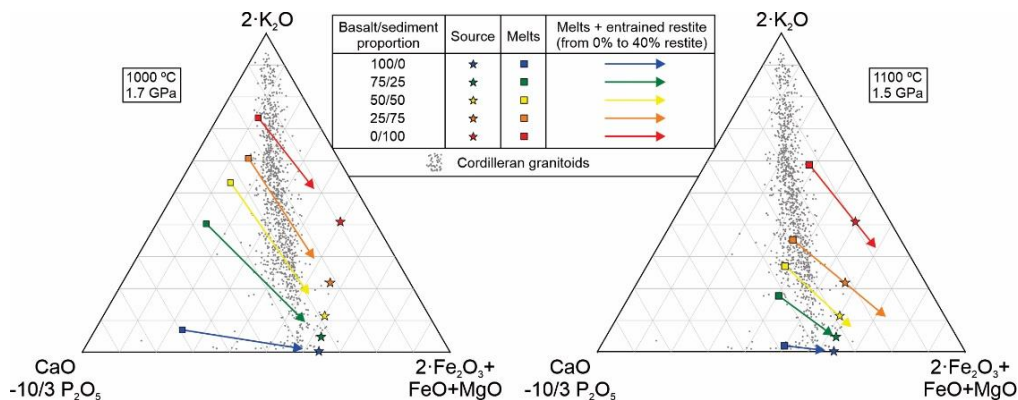 2·K₂O
1000 ºC
1.7 GPa
CaO
-10/3 P₂O₅
2·Fe₂O₃+
FeO+MgO
Basalt/sediment
proportion
Source
Melts
Melts + entrained restite
(from 0% to 40% restite)
100/0
75/25
50/50
25/75
0/100
Cordilleran granitoids
2·K₂O
1100 ºC
1.5 GPa
CaO
-10/3 P₂O₅
2·Fe₂O₃+
FeO+MgO